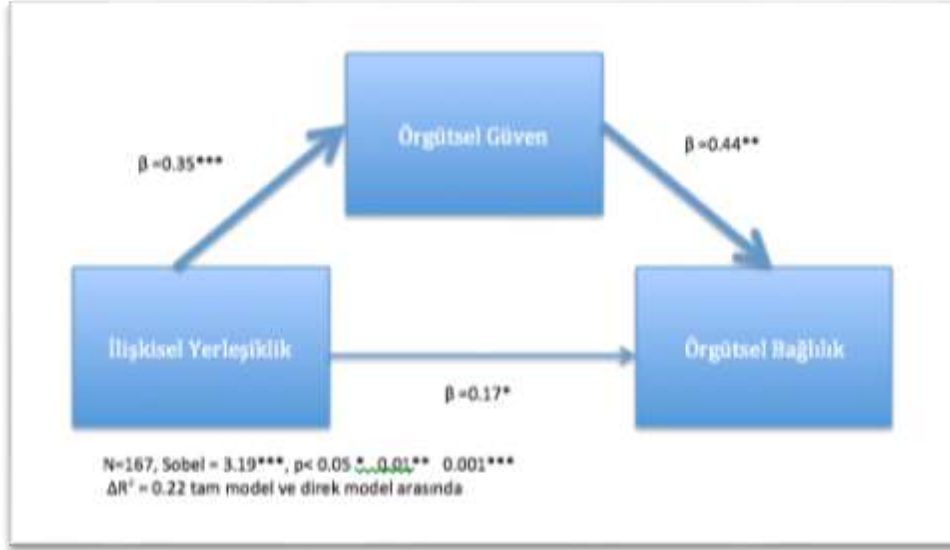 Örgütsel Güven
β =0.35***
β =0.44**
İlişkisel Yerleşiklik
Örgütsel Bağlılık
β =0.17*
N=167, Sobel = 3.19***, p< 0.05 *, 0.01** 0.001***
ΔR² = 0.22 tam model ve direk model arasında